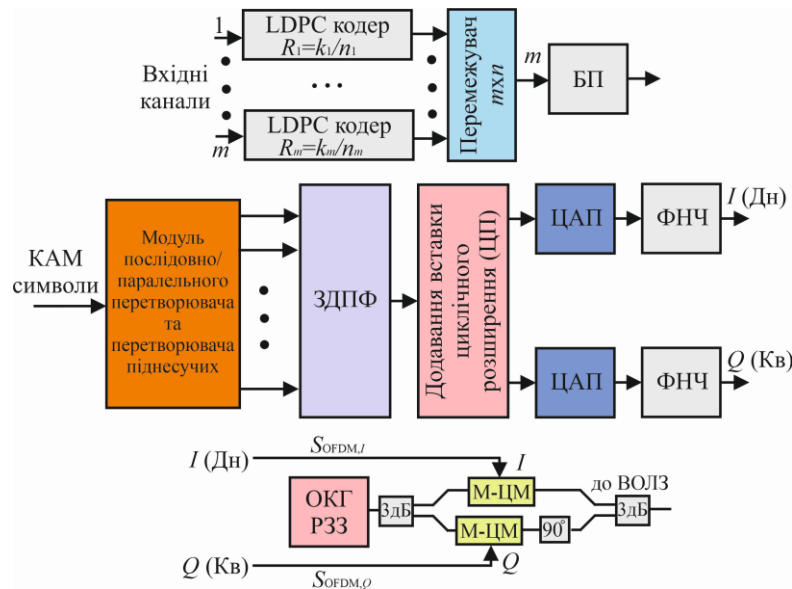 1
LDPC кодер
R₁=k₁/n₁
Вхідні
канали
...
m
LDPC кодер
Rₘ=kₘ/nₘ
Перемежувач
mxn
m
БП
КАМ
символи
Модуль
послідовно/
паралельного
перетворювача
та
перетворювача
піднесучих
ЗДПФ
Додавання вставки
циклічного
розширення (ЦП)
ЦАП
ФНЧ
I (Дн)
ЦАП
ФНЧ
Q (Кв)
I (Дн)
S_OFDM,I
I
ОКГ
РЗЗ
3дБ
М-ЦМ
М-ЦМ
90°
до ВОЛЗ
3дБ
Q (Кв)
S_OFDM,Q
Q